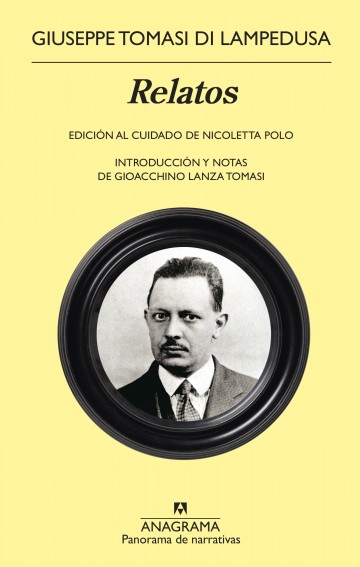 GIUSEPPE TOMASI DI LAMPEDUSA
Relatos
EDICIÓN AL CUIDADO DE NICOLETTA POLO
INTRODUCCIÓN Y NOTAS
DE GIOACCHINO LANZA TOMASI
ANAGRAMA
Panorama de narrativas